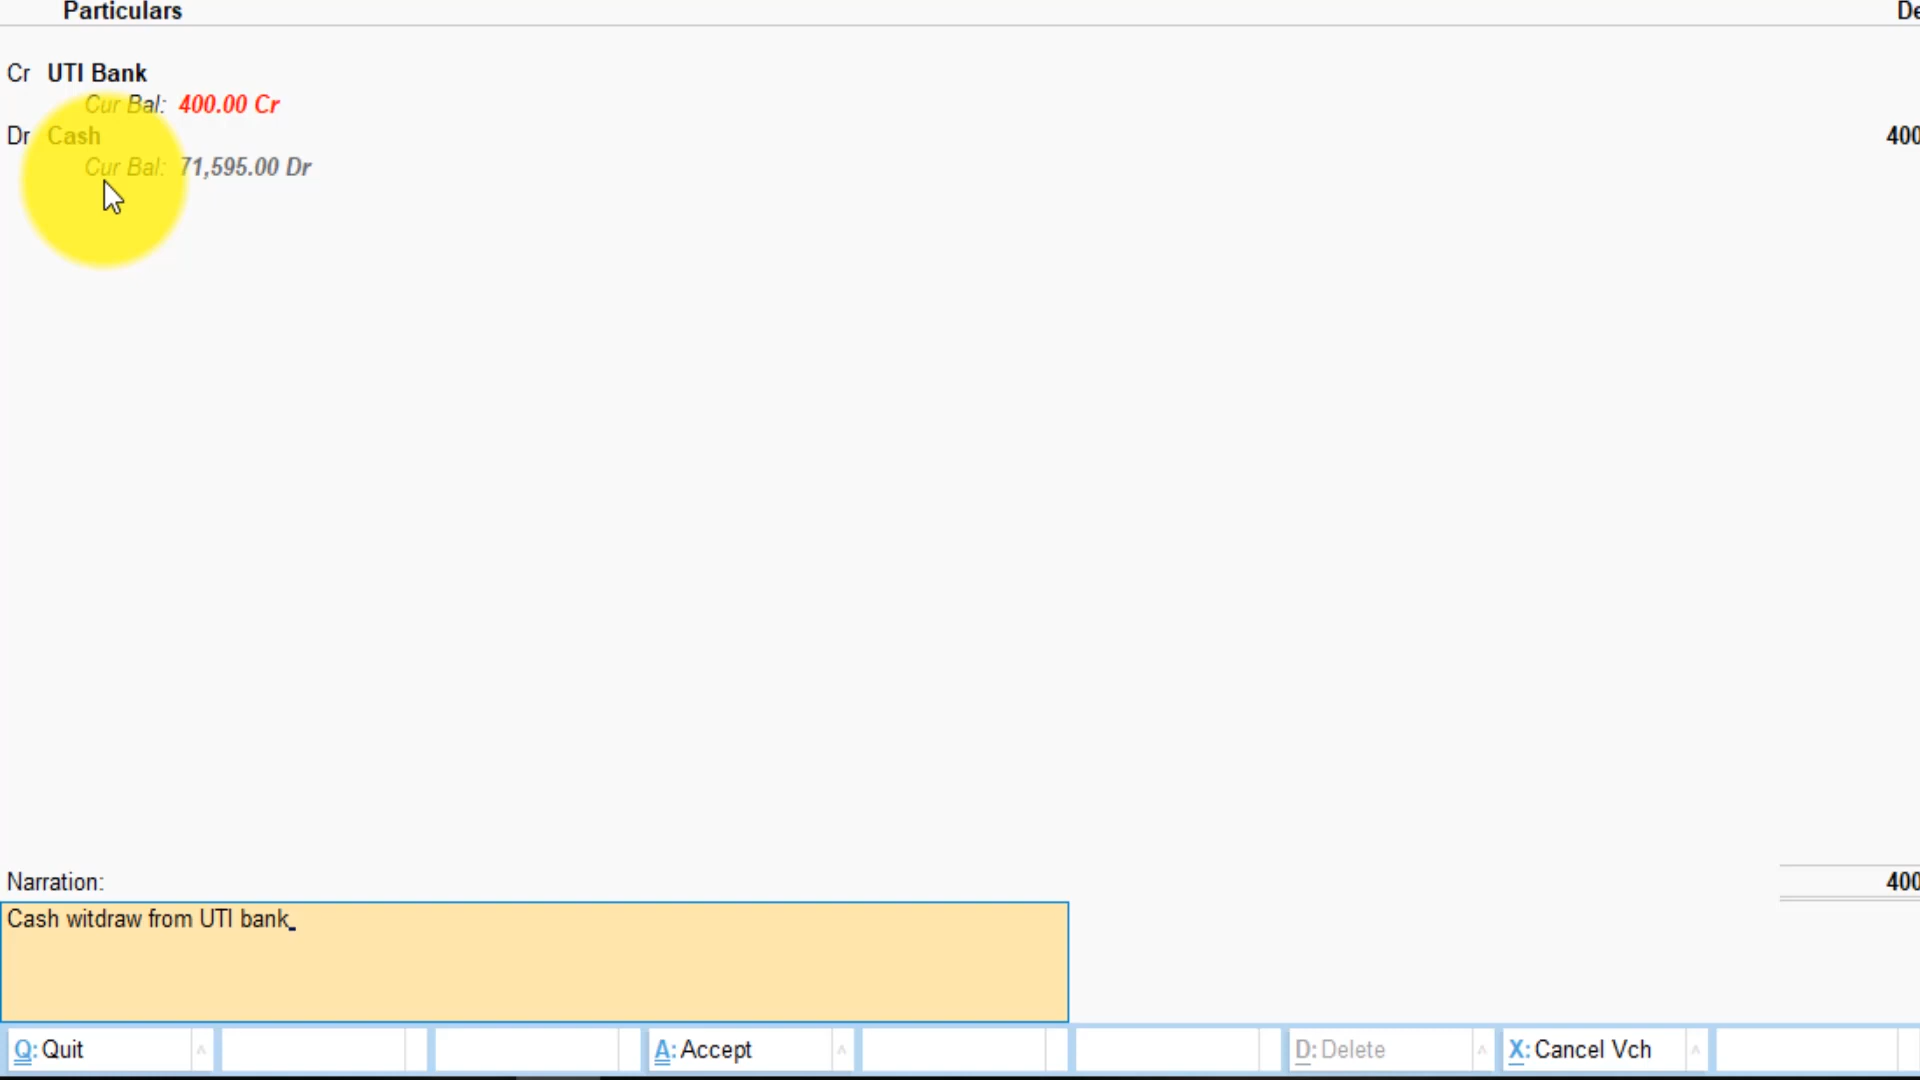 Particulars
Cr UTI Bank
Cur Bal: 400.00 Cr
Dr Cash 400
Cur Bal: 71,595.00 Dr
Narration: 400
Cash witdraw from UTI bank
Q: Quit A: Accept D: Delete X: Cancel Vch